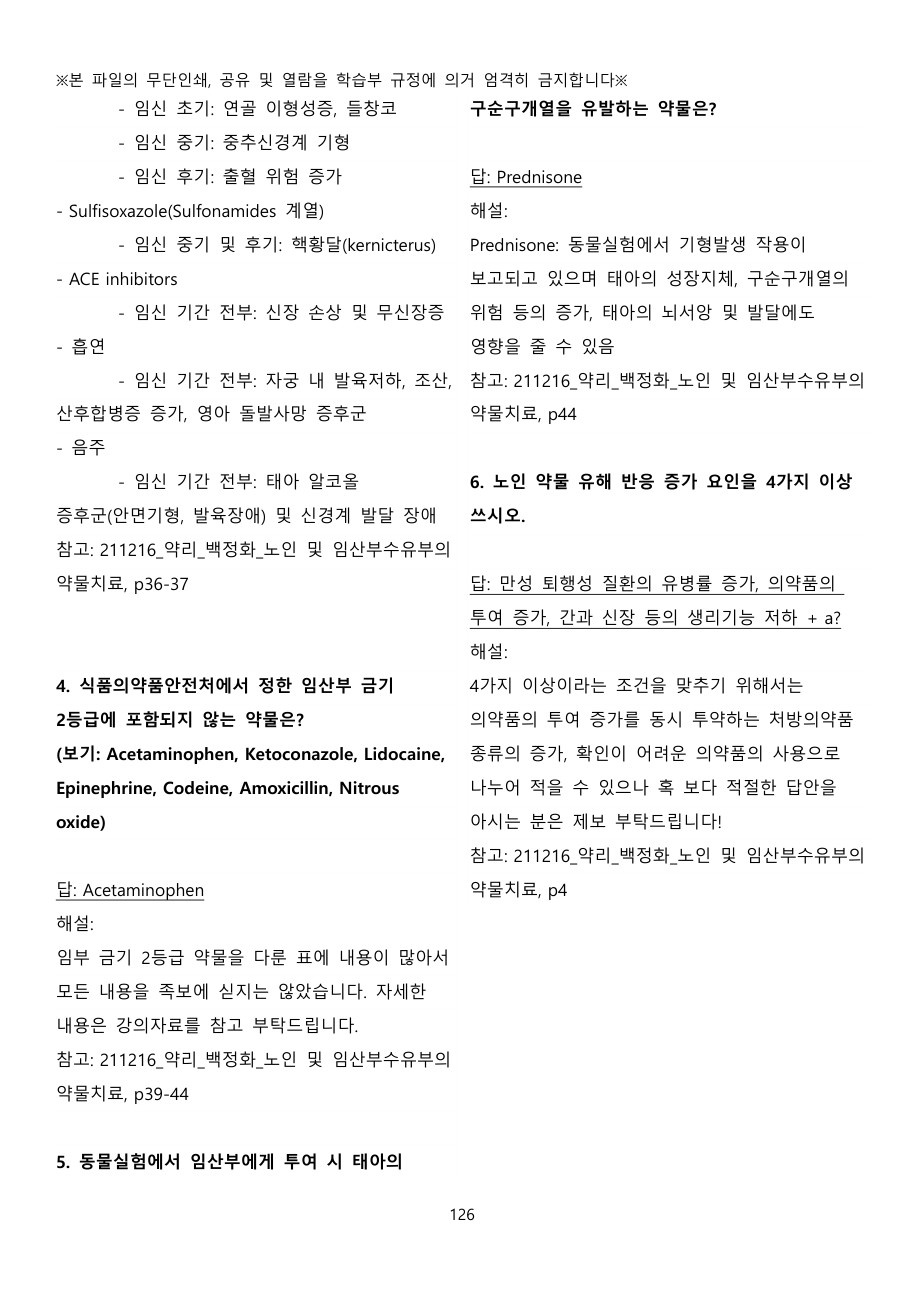 ※본 파일의 무단인쇄, 공유 및 열람을 학습부 규정에 의거 엄격히 금지합니다※
- 임신 초기: 연골 이형성증, 들창코
- 임신 중기: 중추신경계 기형
- 임신 후기: 출혈 위험 증가
- Sulfisoxazole(Sulfonamides 계열)
- 임신 중기 및 후기: 핵황달(kernicterus)
- ACE inhibitors
- 임신 기간 전부: 신장 손상 및 무신장증
- 흡연
- 임신 기간 전부: 자궁 내 발육저하, 조산,
산후합병증 증가, 영아 돌발사망 증후군
- 음주
- 임신 기간 전부: 태아 알코올
증후군(안면기형, 발육장애) 및 신경계 발달 장애
참고: 211216_약리_백정화_노인 및 임산부수유부의
약물치료, p36-37
4. 식품의약품안전처에서 정한 임산부 금기
2등급에 포함되지 않는 약물은?
(보기: Acetaminophen, Ketoconazole, Lidocaine,
Epinephrine, Codeine, Amoxicillin, Nitrous
oxide)
답: Acetaminophen
해설:
임부 금기 2등급 약물을 다룬 표에 내용이 많아서
모든 내용을 족보에 싣지는 않았습니다. 자세한
내용은 강의자료를 참고 부탁드립니다.
참고: 211216_약리_백정화_노인 및 임산부수유부의
약물치료, p39-44
5. 동물실험에서 임산부에게 투여 시 태아의
구순구개열을 유발하는 약물은?
답: Prednisone
해설:
Prednisone: 동물실험에서 기형발생 작용이
보고되고 있으며 태아의 성장지체, 구순구개열의
위험 등의 증가, 태아의 뇌서앙 및 발달에도
영향을 줄 수 있음
참고: 211216_약리_백정화_노인 및 임산부수유부의
약물치료, p44
6. 노인 약물 유해 반응 증가 요인을 4가지 이상
쓰시오.
답: 만성 퇴행성 질환의 유병률 증가, 의약품의
투여 증가, 간과 신장 등의 생리기능 저하 + a?
해설:
4가지 이상이라는 조건을 맞추기 위해서는
의약품의 투여 증가를 동시 투약하는 처방의약품
종류의 증가, 확인이 어려운 의약품의 사용으로
나누어 적을 수 있으나 혹 보다 적절한 답안을
아시는 분은 제보 부탁드립니다!
참고: 211216_약리_백정화_노인 및 임산부수유부의
약물치료, p4
126